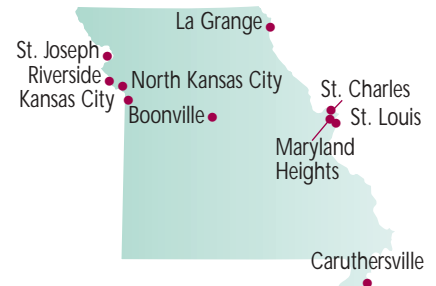 La Grange
St. Joseph
Riverside
North Kansas City
Kansas City
Boonville
St. Charles
St. Louis
Maryland
Heights
Caruthersville